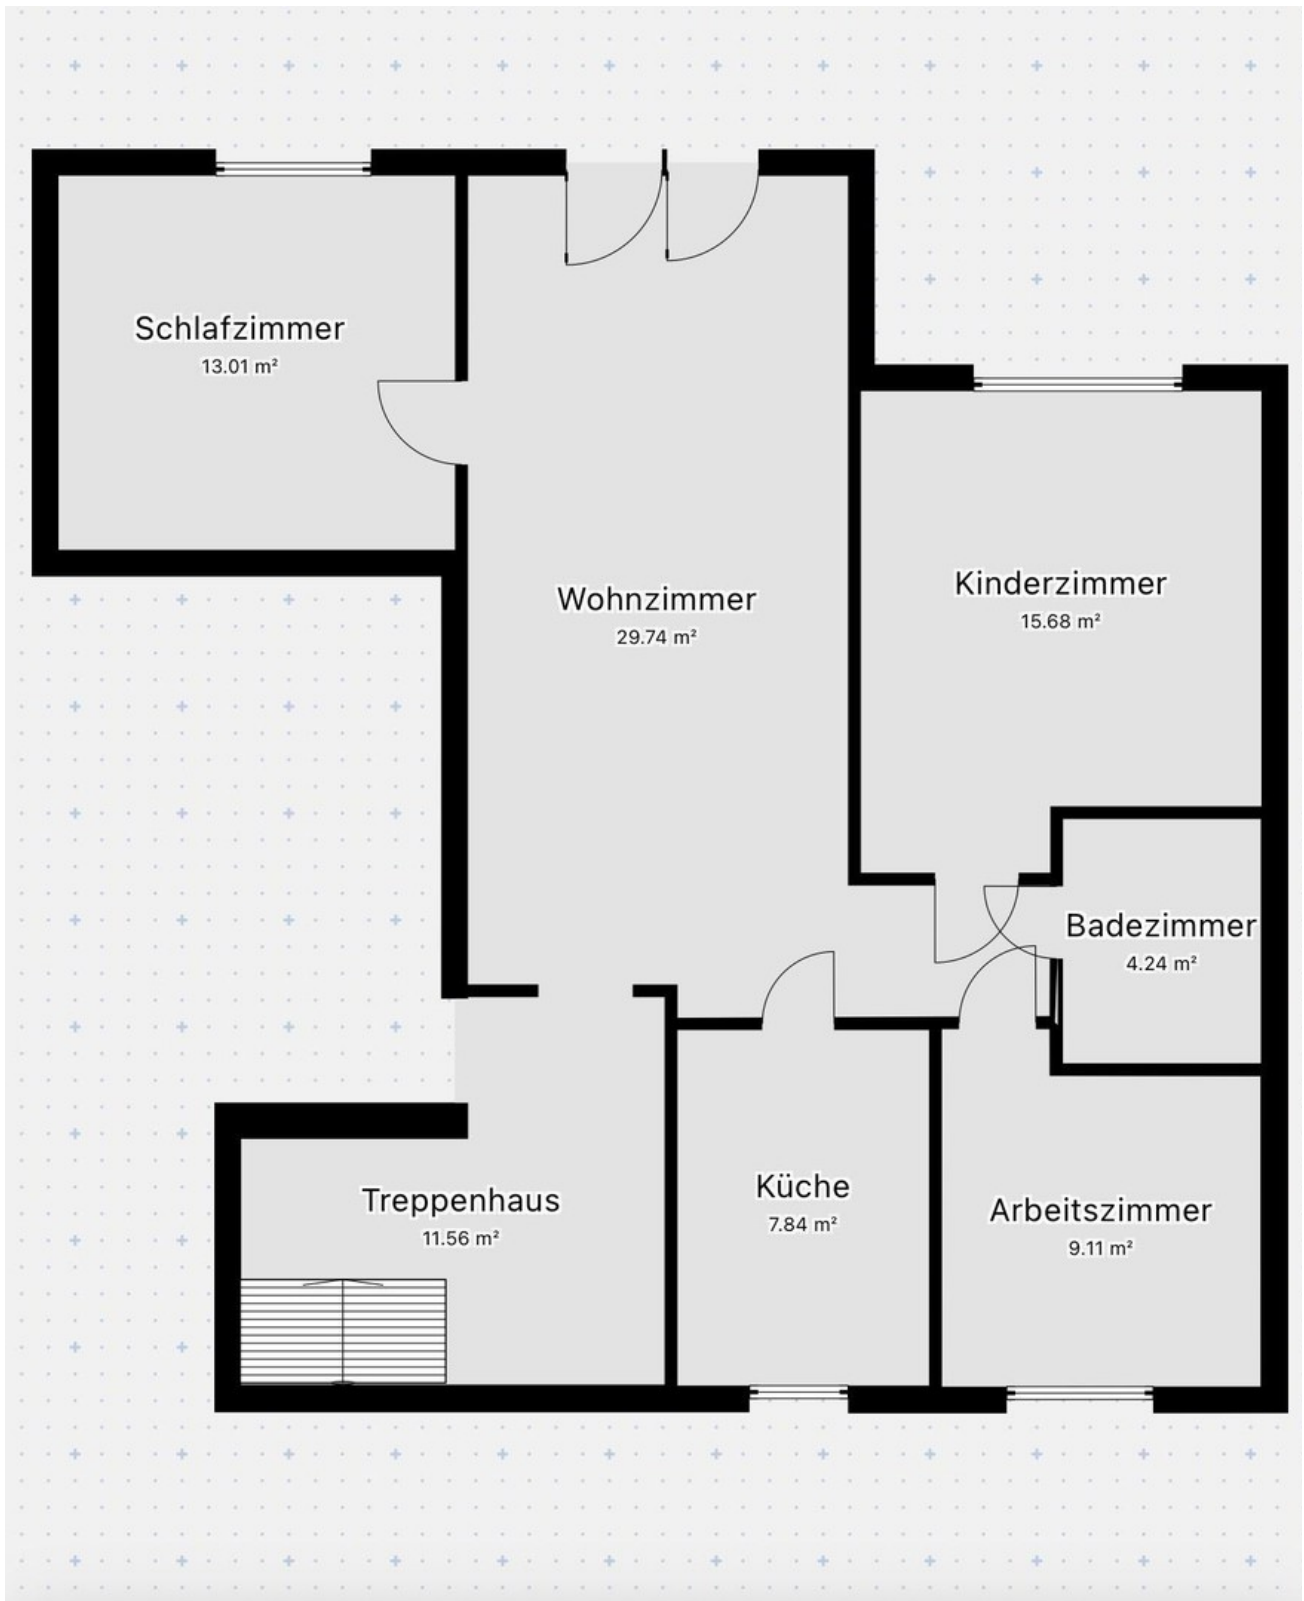 Schlafzimmer
13.01 m²
Wohnzimmer
29.74 m²
Kinderzimmer
15.68 m²
Badezimmer
4.24 m²
Treppenhaus
11.56 m²
Küche
7.84 m²
Arbeitszimmer
9.11 m²